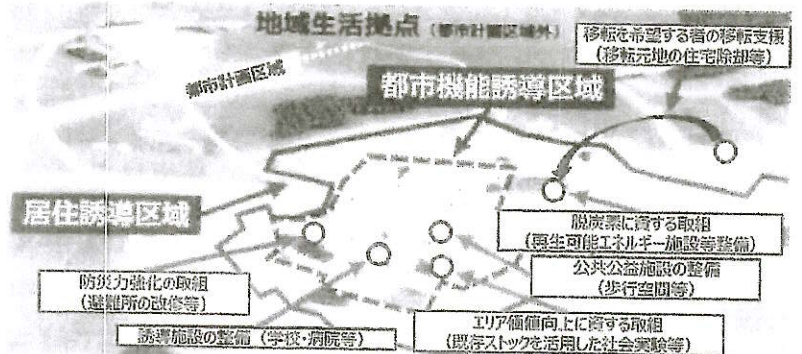 地域生活拠点（都市計画区域外）
移転を希望する者の移転支援
（移転元地の住宅除却等）
都市計画区域
都市機能誘導区域
居住誘導区域
脱炭素に資する取組
（再生可能エネルギー施設等整備）
公共公益施設の整備
（歩行空間等）
防災力強化の取組
（避難所の改修等）
誘導施設の整備（学校・病院等）
エリア価値向上に資する取組
（既存ストックを活用した社会実験等）